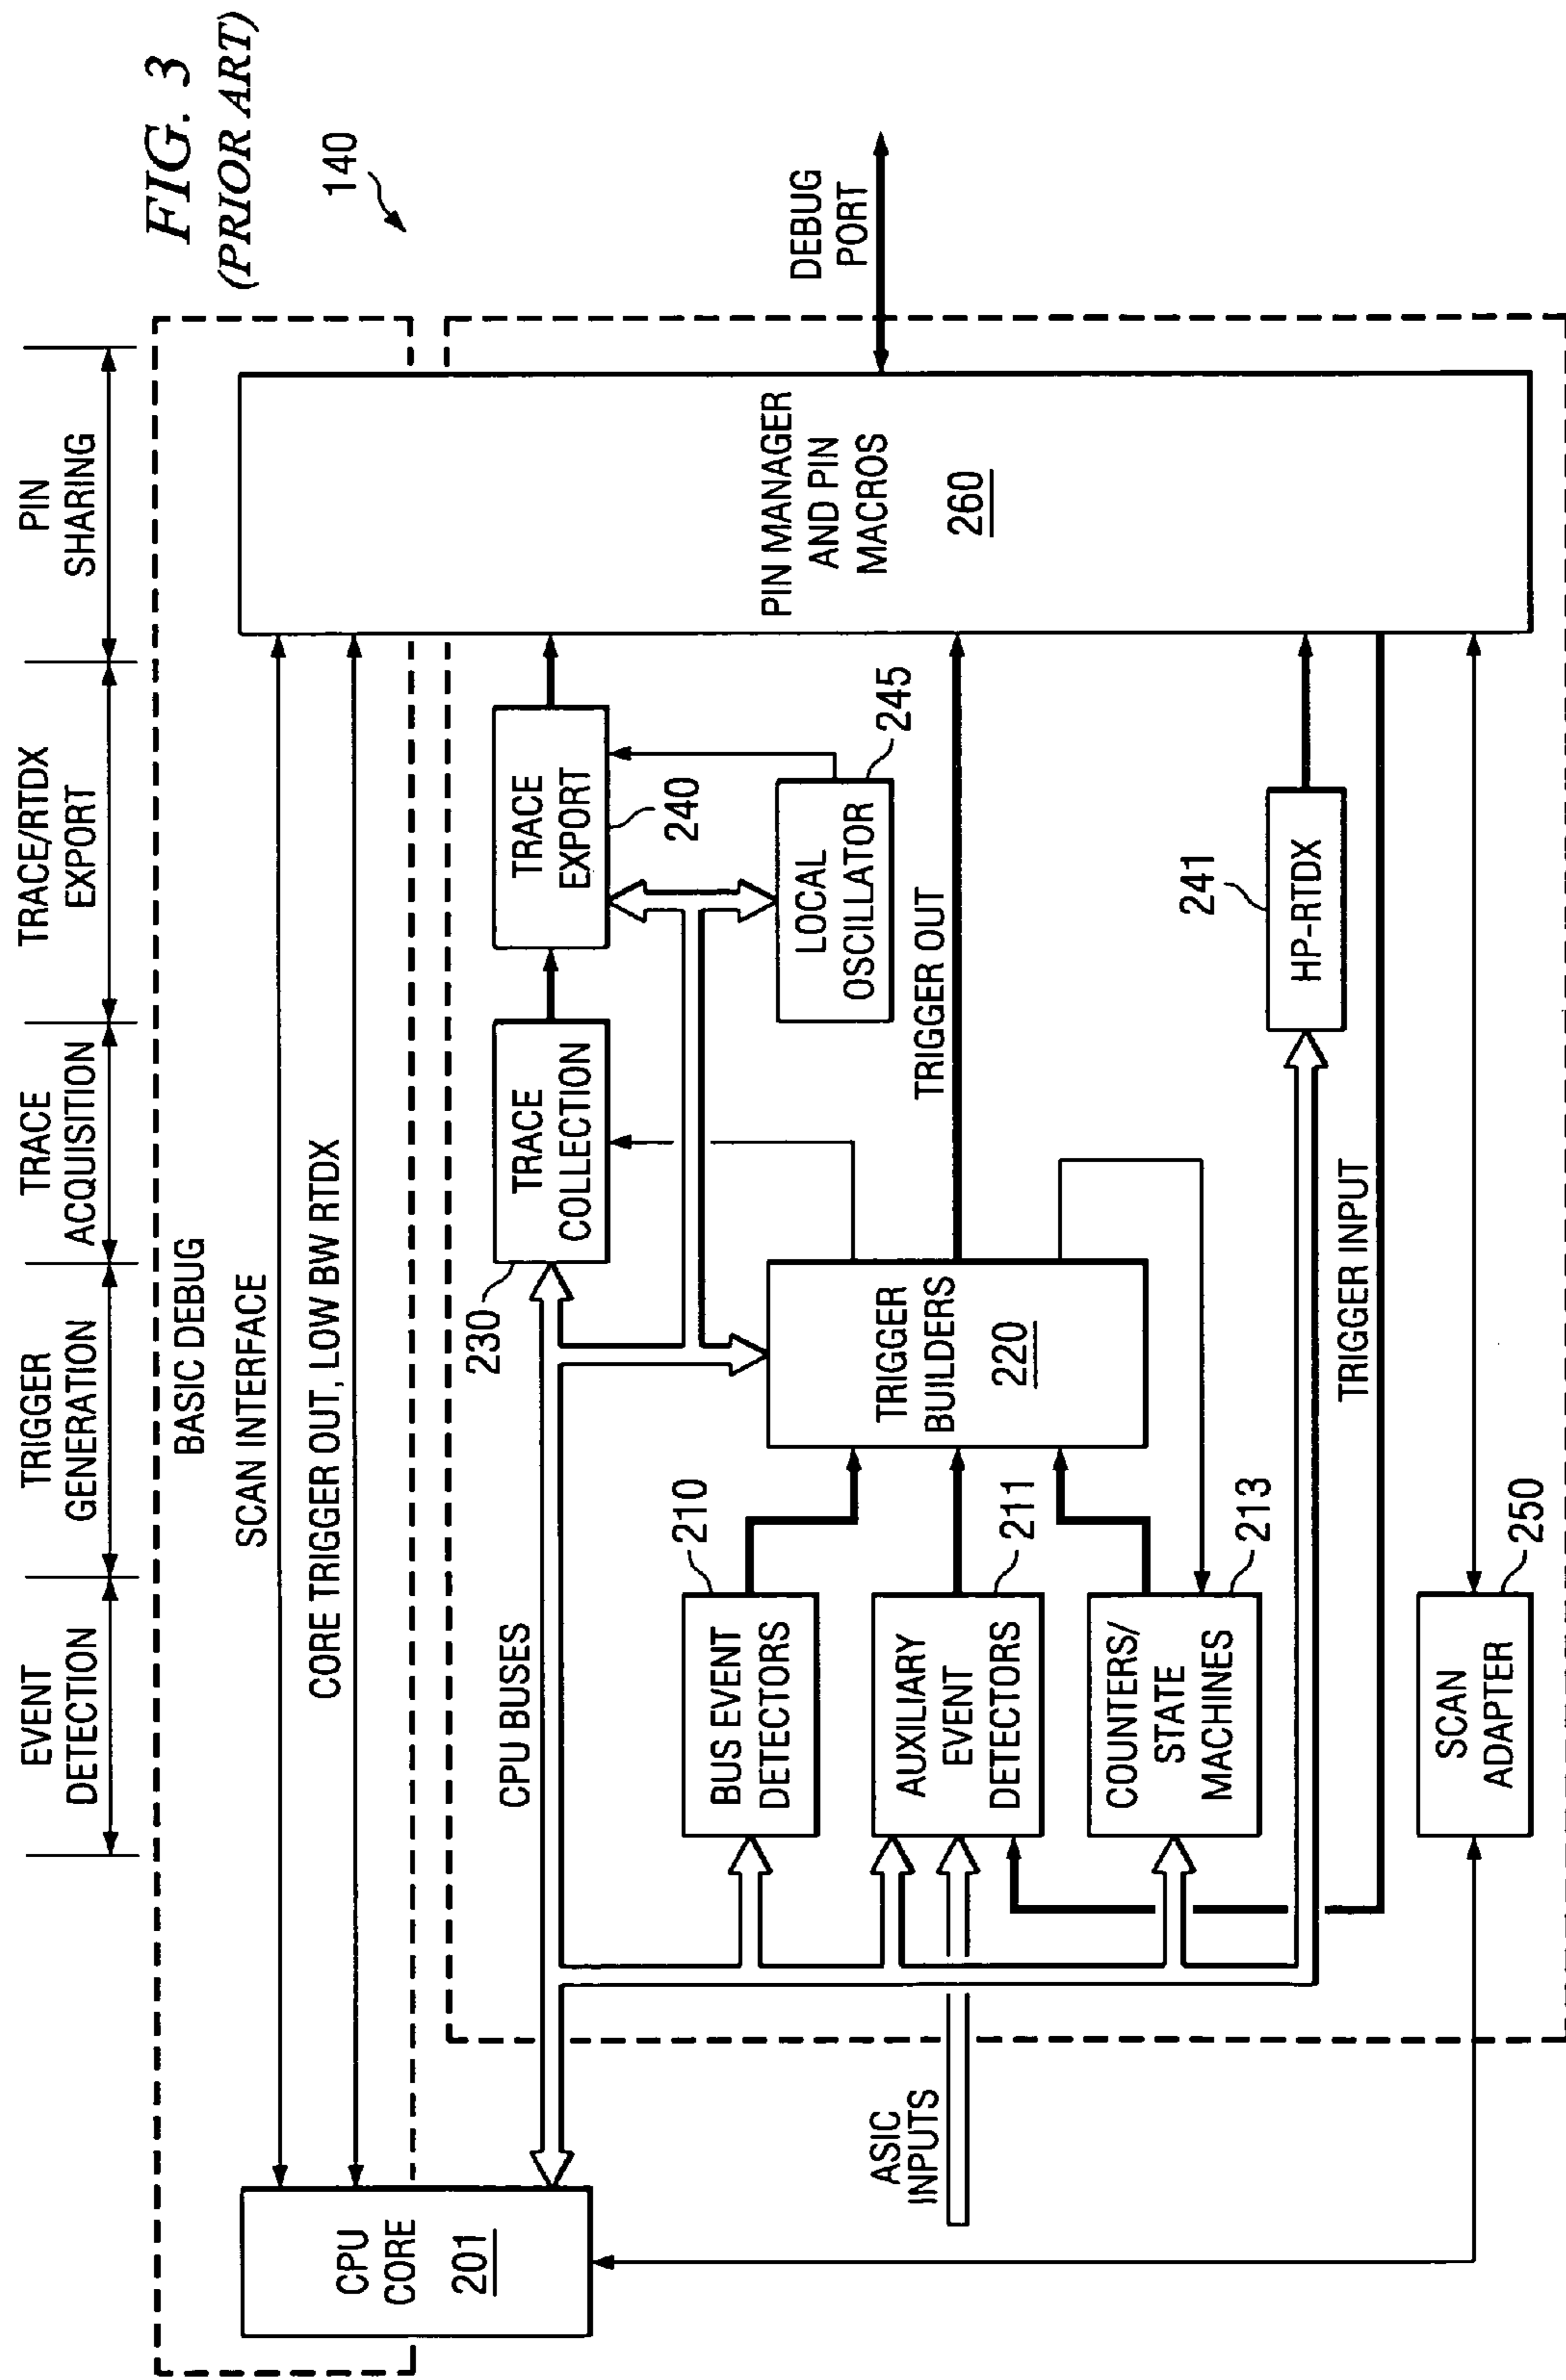 FIG. 3
(PRIOR ART)
140
EVENT
DETECTION
TRIGGER
GENERATION
TRACE
ACQUISITION
TRACE/RTDX
EXPORT
PIN
SHARING
BASIC DEBUG
SCAN INTERFACE
CORE TRIGGER OUT, LOW BW RTDX
CPU
CORE
201
CPU BUSES
230
TRACE
COLLECTION
TRACE
EXPORT
240
LOCAL
OSCILLATOR
245
BUS EVENT
DETECTORS
210
AUXILIARY
EVENT
DETECTORS
211
COUNTERS/
STATE
MACHINES
213
TRIGGER
BUILDERS
220
TRIGGER OUT
ASIC
INPUTS
241
HP-RTDX
TRIGGER INPUT
SCAN
ADAPTER
250
PIN MANAGER
AND PIN
MACROS
260
DEBUG
PORT